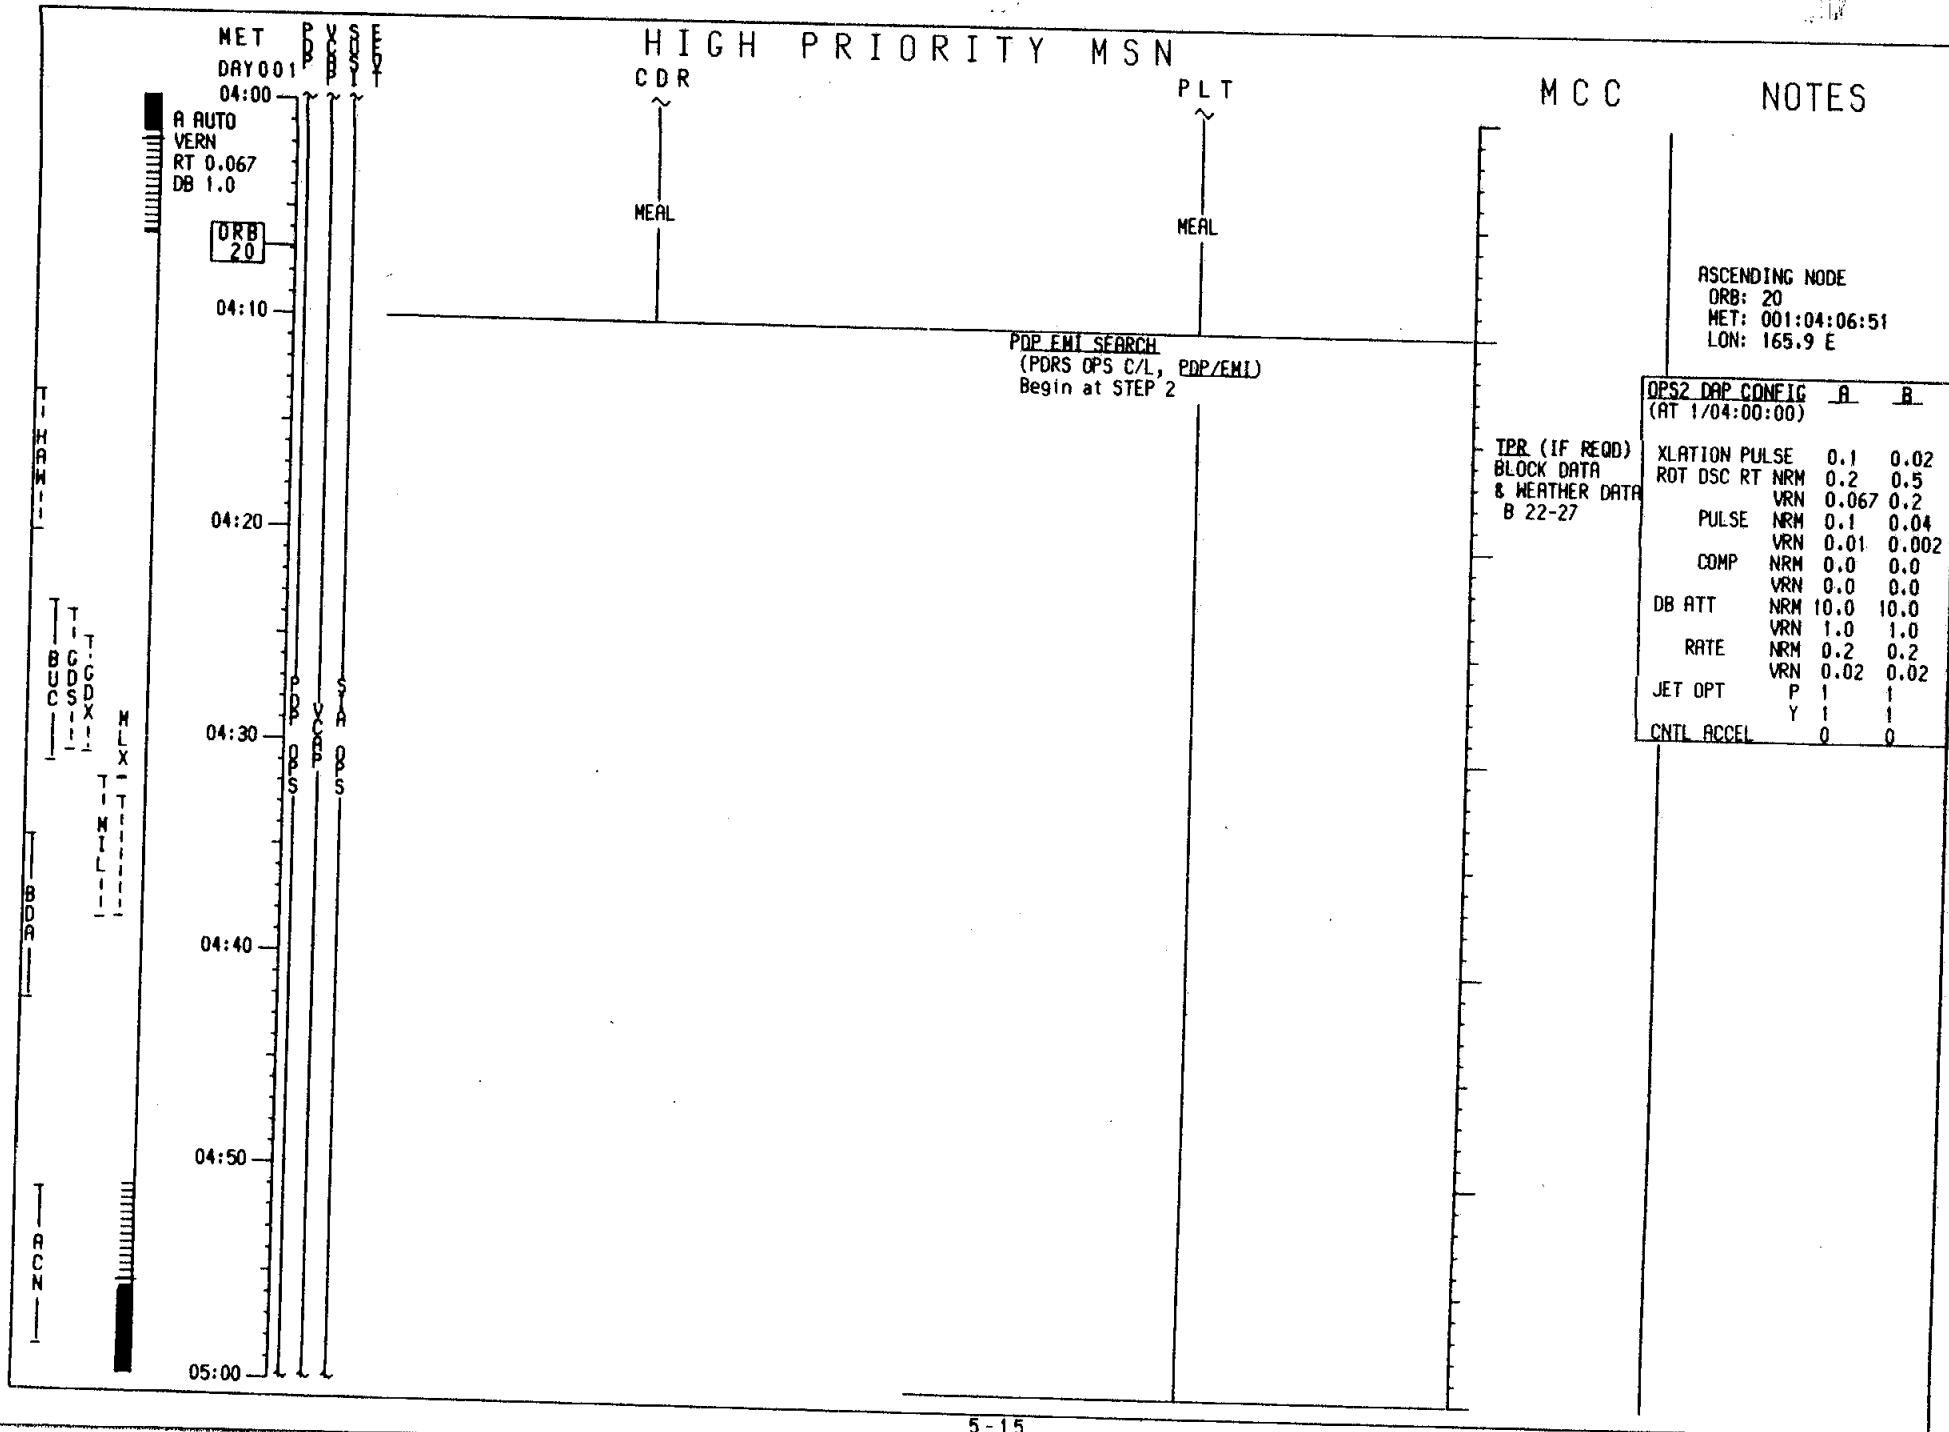 HIGH PRIORITY MSN
MET
DAY001
CDR
PLT
MCC
NOTES
04:00
A AUTO
VERN
RT 0.067
DB 1.0
MEAL
MEAL
ORB
20
04:10
ASCENDING NODE
ORB: 20
MET: 001:04:06:51
LON: 165.9 E
PDP EMI SEARCH
(PDRS OPS C/L, PDP/EMI)
Begin at STEP 2
OPS2 DAP CONFIG A B
(AT 1/04:00:00)
XLATION PULSE 0.1 0.02
ROT DSC RT NRM 0.2 0.5
VRN 0.067 0.2
PULSE NRM 0.1 0.04
VRN 0.01 0.002
COMP NRM 0.0 0.0
VRN 0.0 0.0
DB ATT NRM 10.0 10.0
VRN 1.0 1.0
RATE NRM 0.2 0.2
VRN 0.02 0.02
JET OPT P 1 1
Y 1 1
CNTL ACCEL 0 0
TPR (IF REQD)
BLOCK DATA
& WEATHER DATA
B 22-27
HAW
04:20
BUC
GDS
GDX
MLX
MIL
PDP OPS
VCAP
SIA OPS
04:30
BDA
04:40
04:50
ACN
05:00
5-15